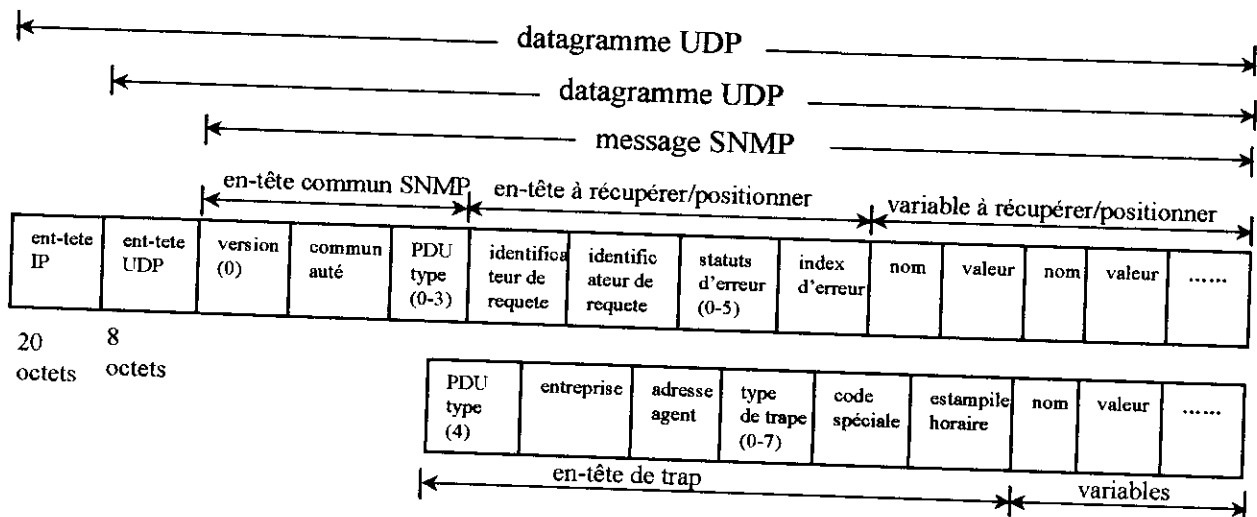 datagramme UDP
datagramme UDP
message SNMP
en-tête commun SNMP
en-tête à récupérer/positionner
variable à récupérer/positionner
ent-tete
IP
ent-tete
UDP
version
(0)
commun
auté
PDU
type
(0-3)
identifica
teur de
requete
identific
ateur de
requete
statuts
d'erreur
(0-5)
index
d'erreur
nom
valeur
nom
valeur
......
20
octets
8
octets
PDU
type
(4)
entreprise
adresse
agent
type
de trape
(0-7)
code
spéciale
estampile
horaire
nom
valeur
......
en-tête de trap
variables